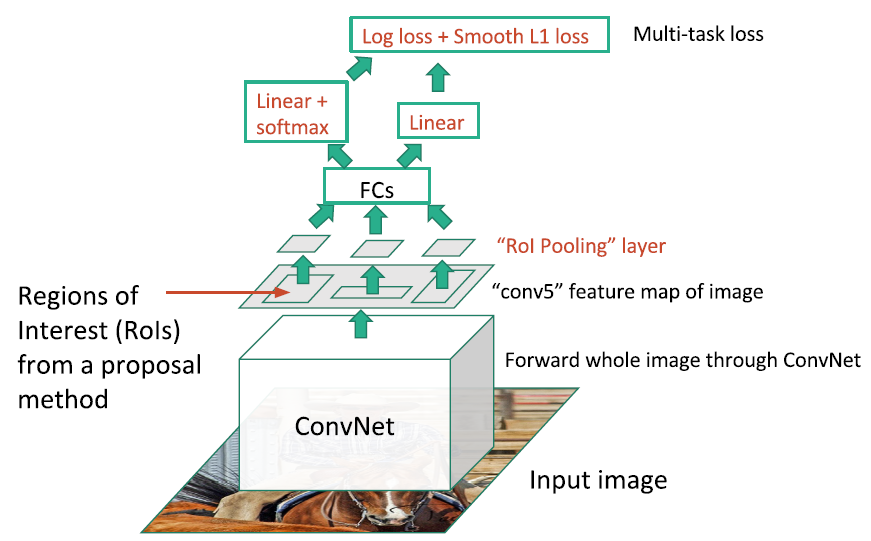 Log loss + Smooth L1 loss
Multi-task loss
Linear +
softmax
Linear
FCs
“RoI Pooling” layer
“conv5” feature map of image
Regions of
Interest (RoIs)
from a proposal
method
Forward whole image through ConvNet
ConvNet
Input image